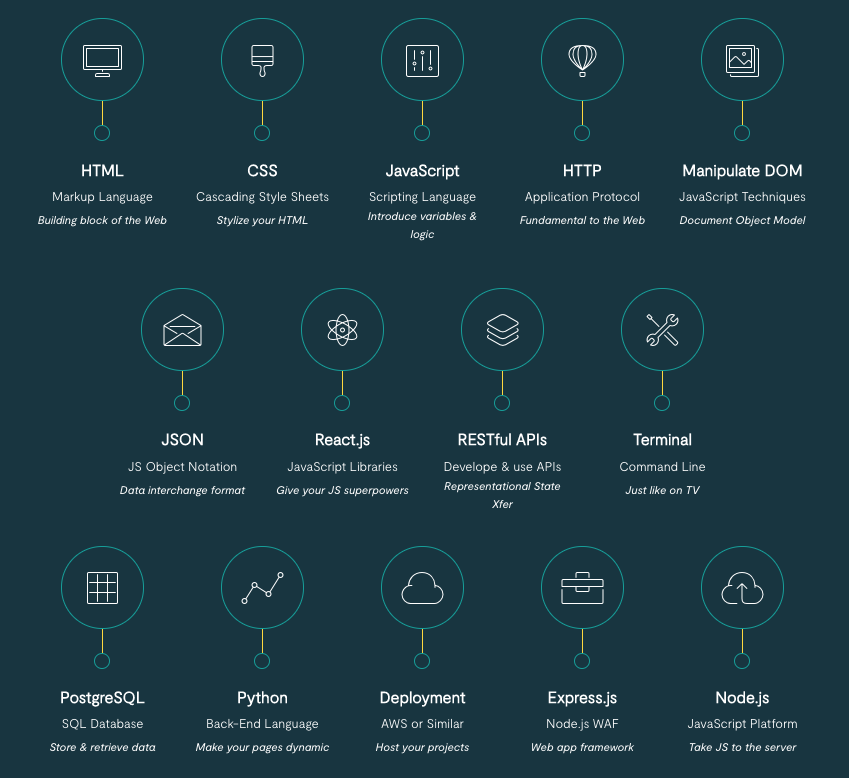 HTML
Markup Language
Building block of the Web
CSS
Cascading Style Sheets
Stylize your HTML
JavaScript
Scripting Language
Introduce variables &
logic
HTTP
Application Protocol
Fundamental to the Web
Manipulate DOM
JavaScript Techniques
Document Object Model
JSON
JS Object Notation
Data interchange format
React.js
JavaScript Libraries
Give your JS superpowers
RESTful APIs
Develope & use APIs
Representational State
Xfer
Terminal
Command Line
Just like on TV
PostgreSQL
SQL Database
Store & retrieve data
Python
Back-End Language
Make your pages dynamic
Deployment
AWS or Similar
Host your projects
Express.js
Node.js WAF
Web app framework
Node.js
JavaScript Platform
Take JS to the server